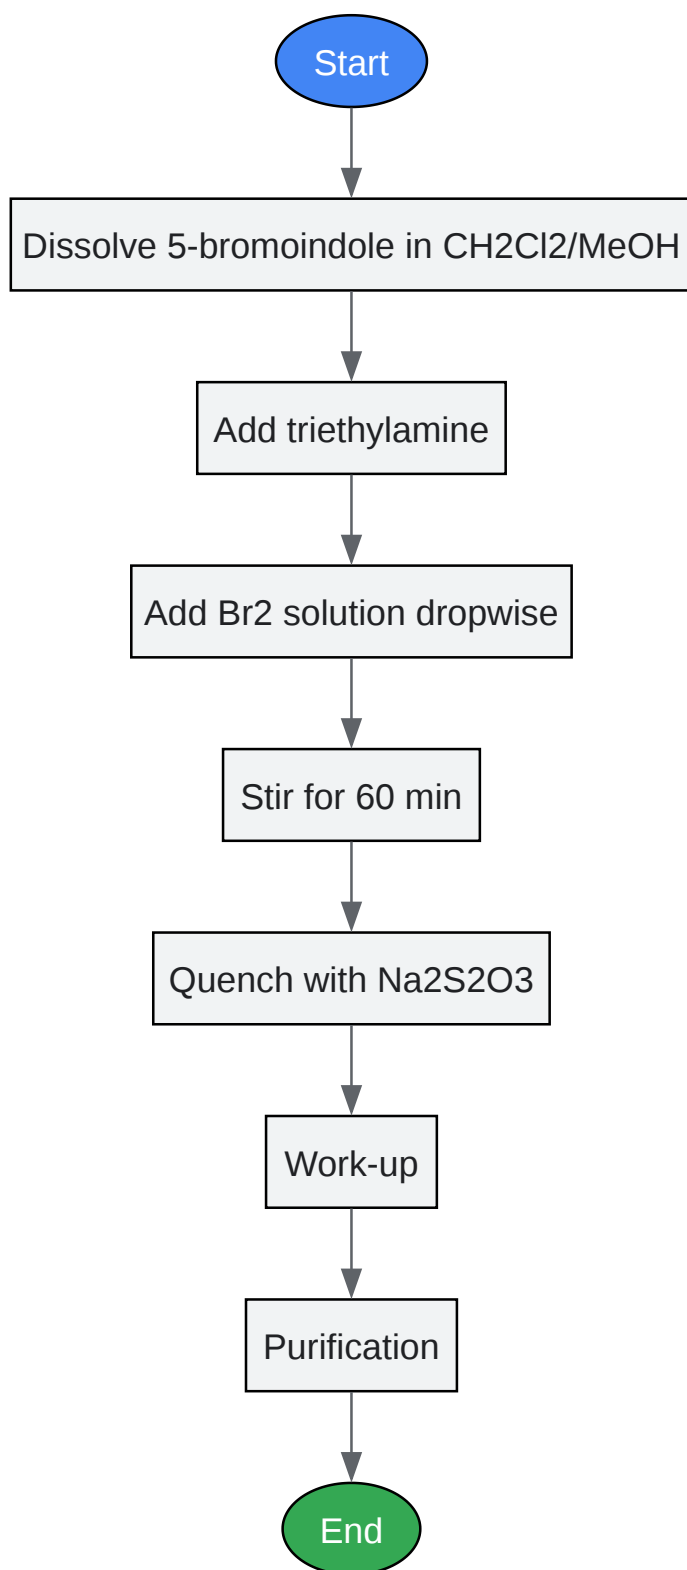 Start
Dissolve 5-bromoindole in CH2Cl2/MeOH
Add triethylamine
Add Br2 solution dropwise
Stir for 60 min
Quench with Na2S2O3
Work-up
Purification
End